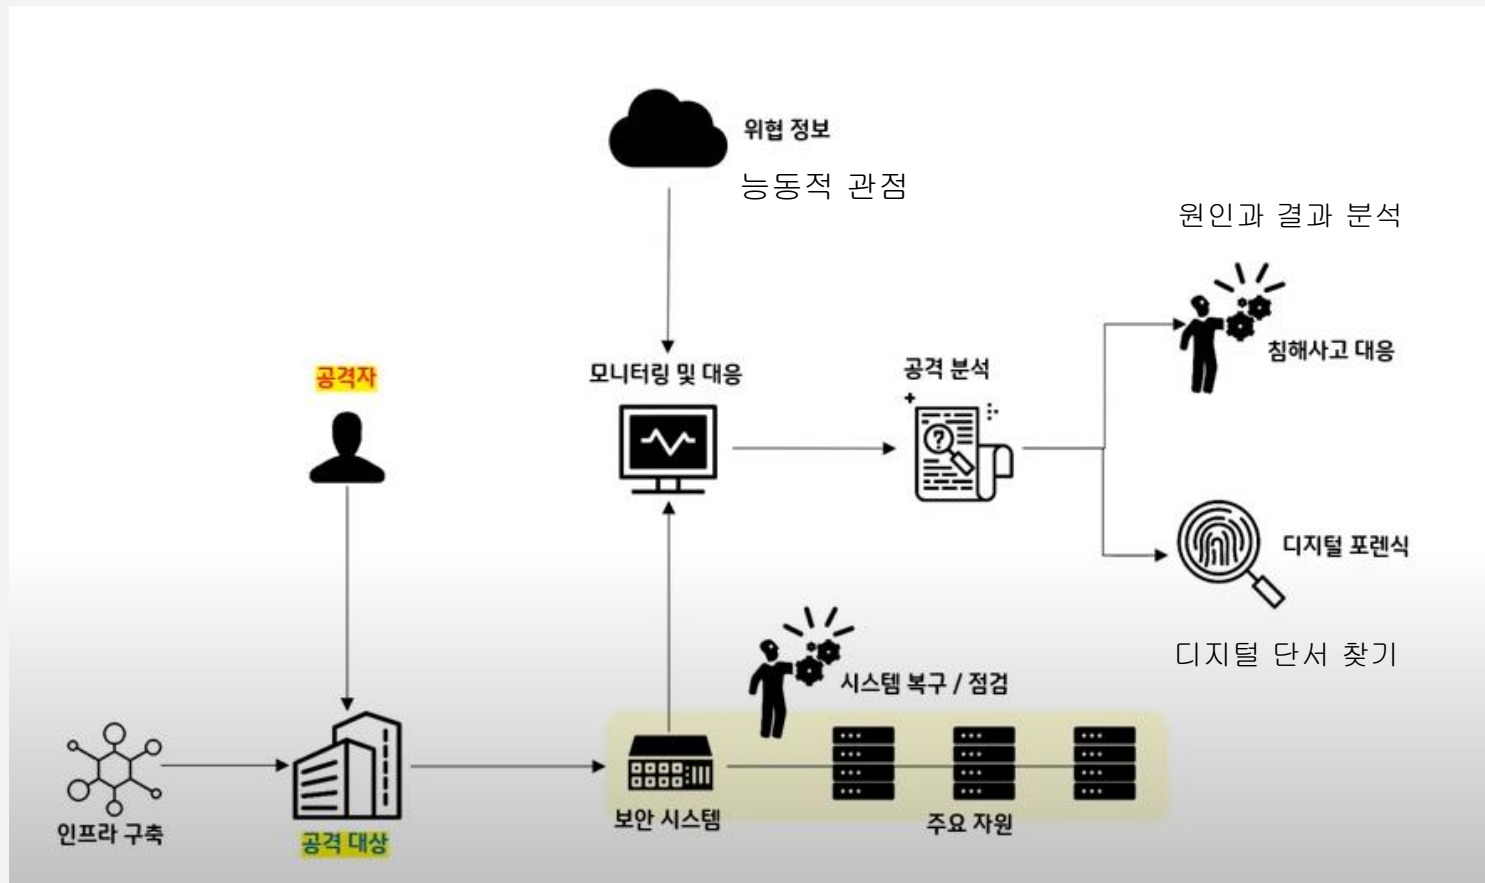 위협 정보
능동적 관점
원인과 결과 분석
침해사고 대응
모니터링 및 대응
공격 분석
공격자
디지털 포렌식
디지털 단서 찾기
시스템 복구 / 점검
인프라 구축
공격 대상
보안 시스템
주요 자원